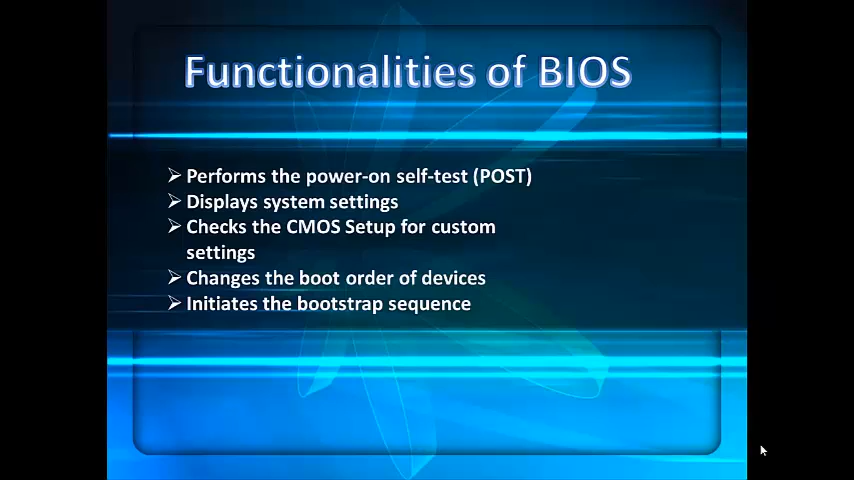 Functionalities of BIOS
➢ Performs the power-on self-test (POST)
➢ Displays system settings
➢ Checks the CMOS Setup for custom
settings
➢ Changes the boot order of devices
➢ Initiates the bootstrap sequence